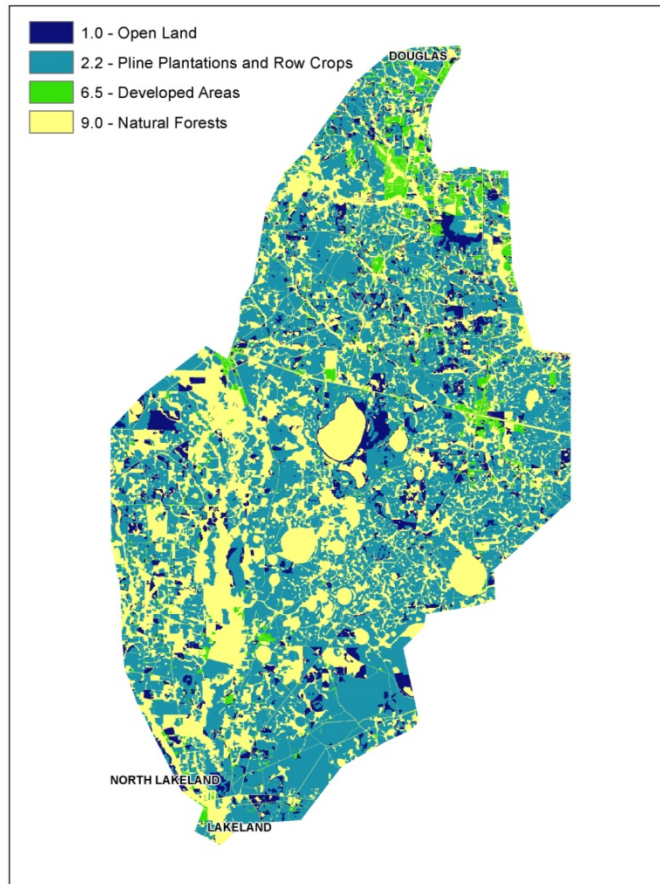 1.0 - Open Land
2.2 - Pline Plantations and Row Crops
6.5 - Developed Areas
9.0 - Natural Forests
DOUGLAS
NORTH LAKELAND
LAKELAND